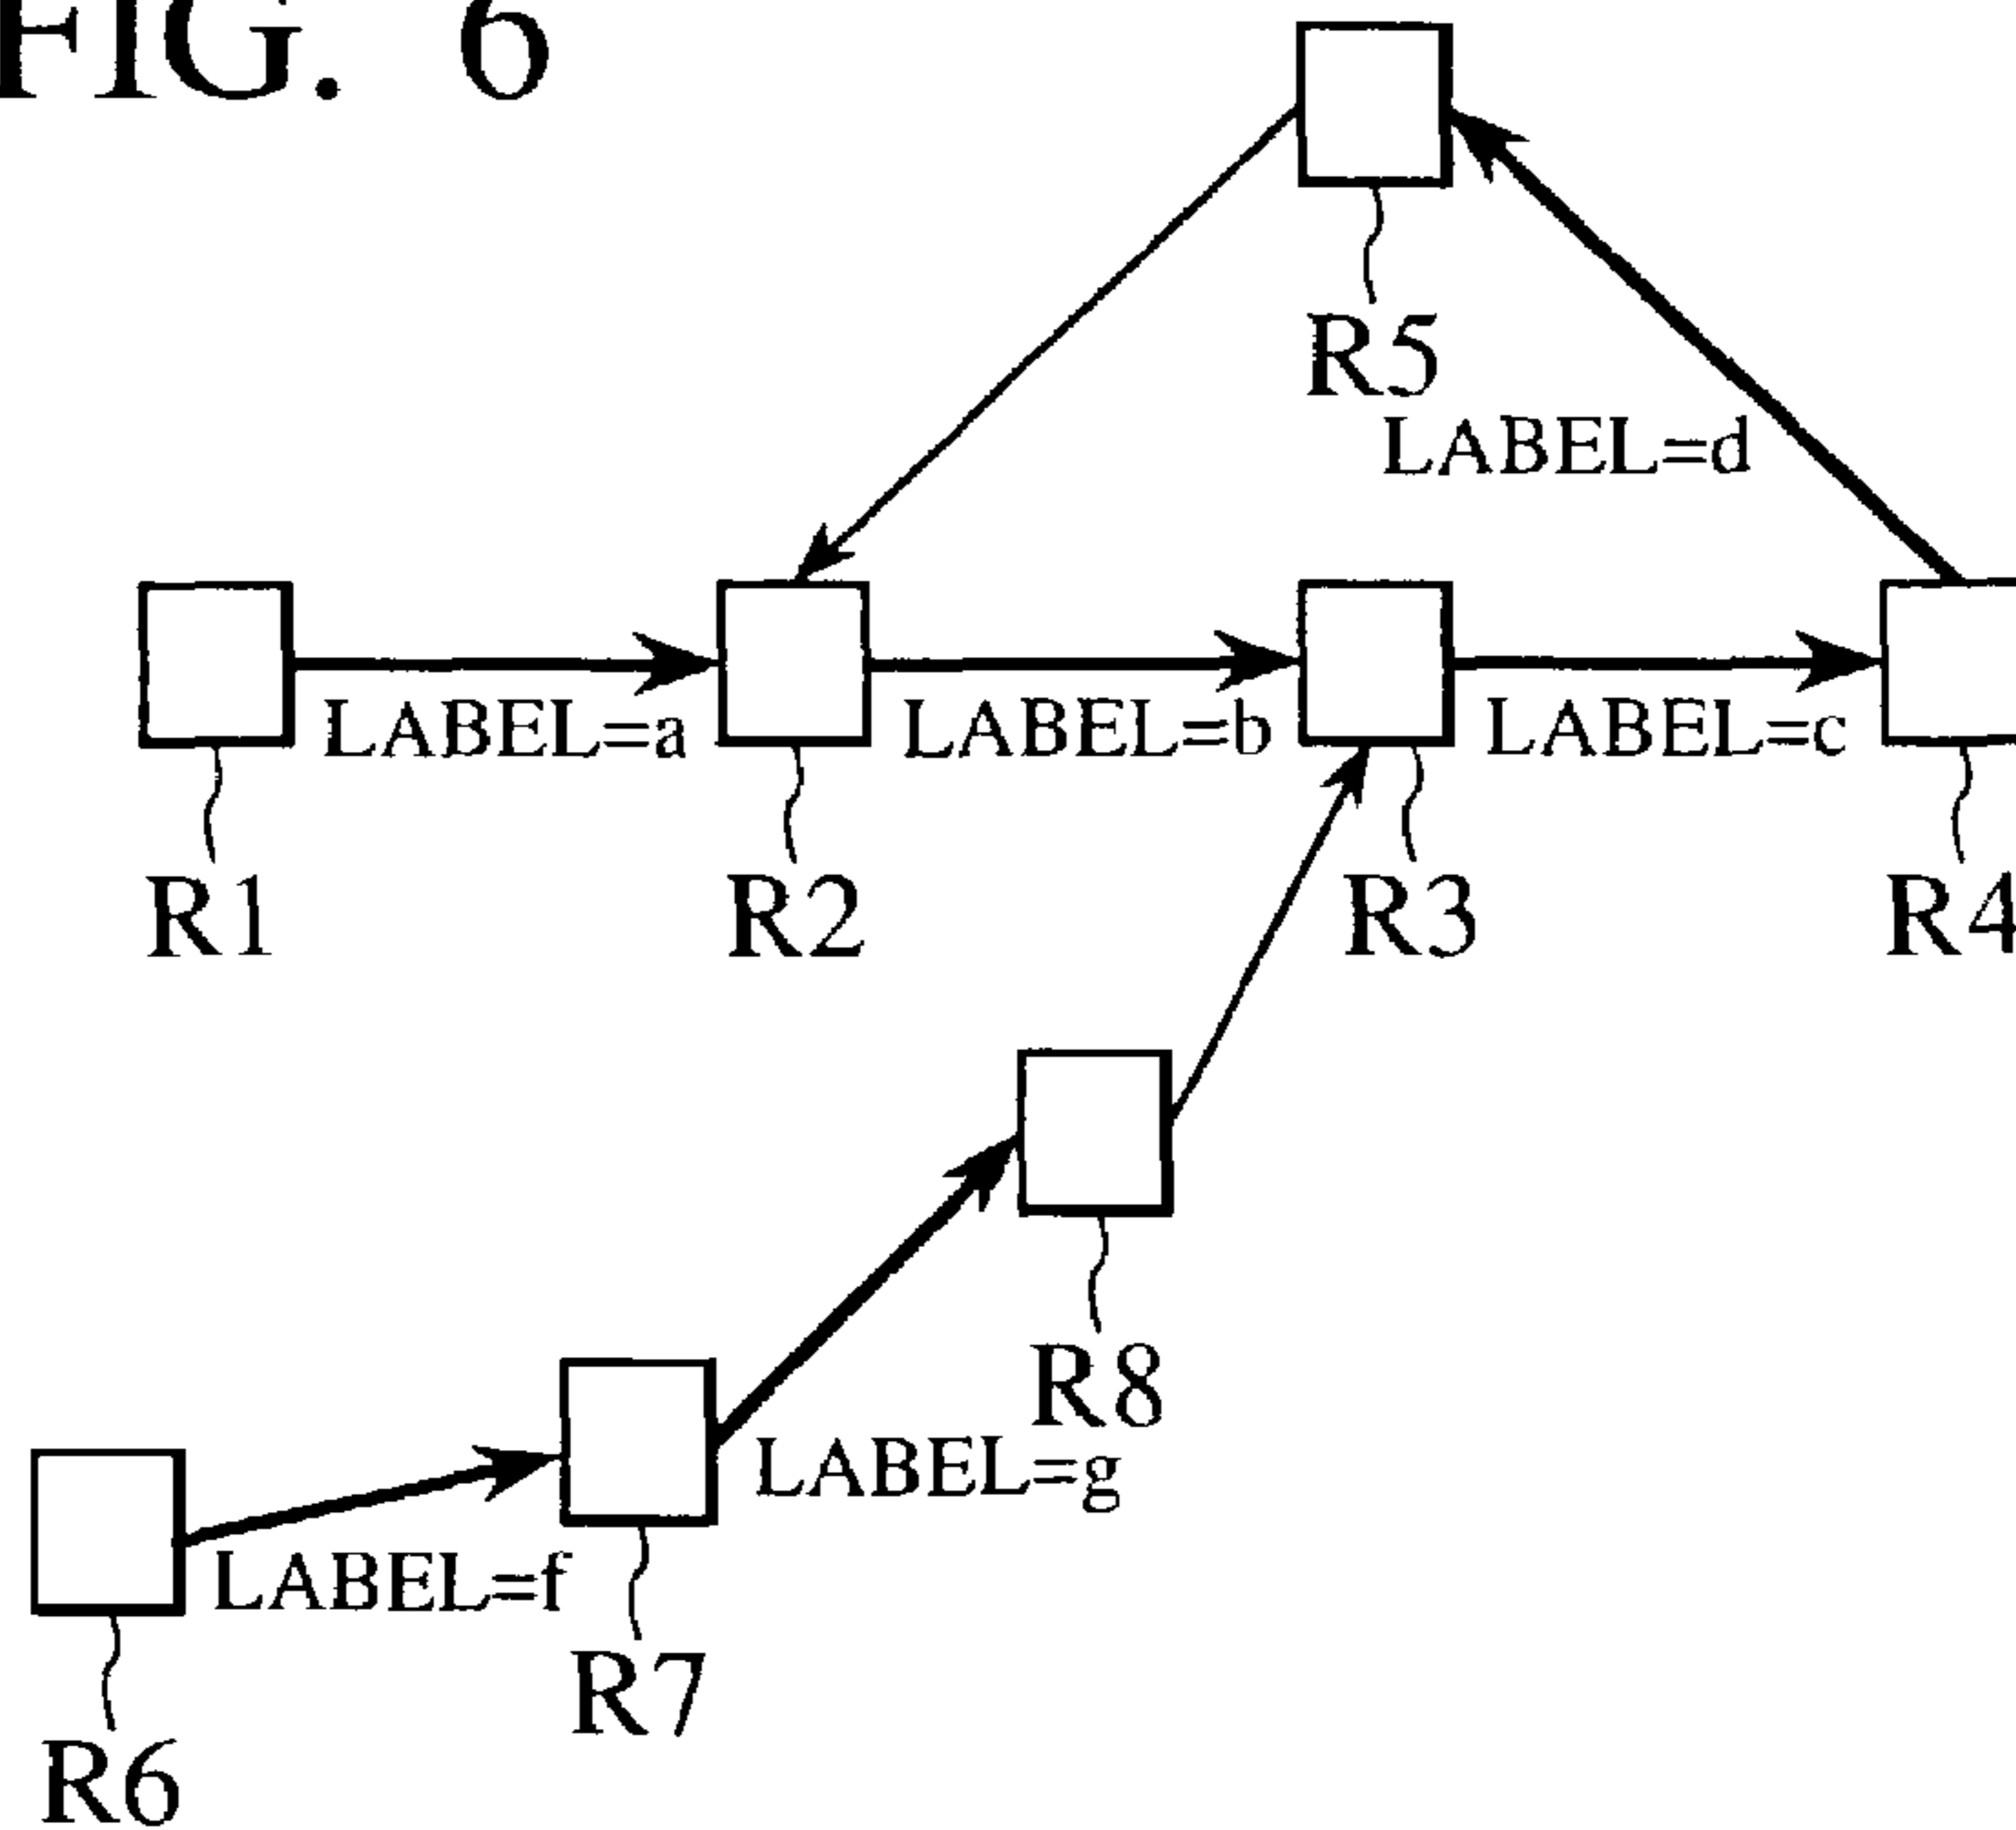 FIG. 6
R5
LABEL=d
LABEL=a
LABEL=b
LABEL=c
R1
R2
R3
R4
R8
LABEL=g
LABEL=f
R7
R6